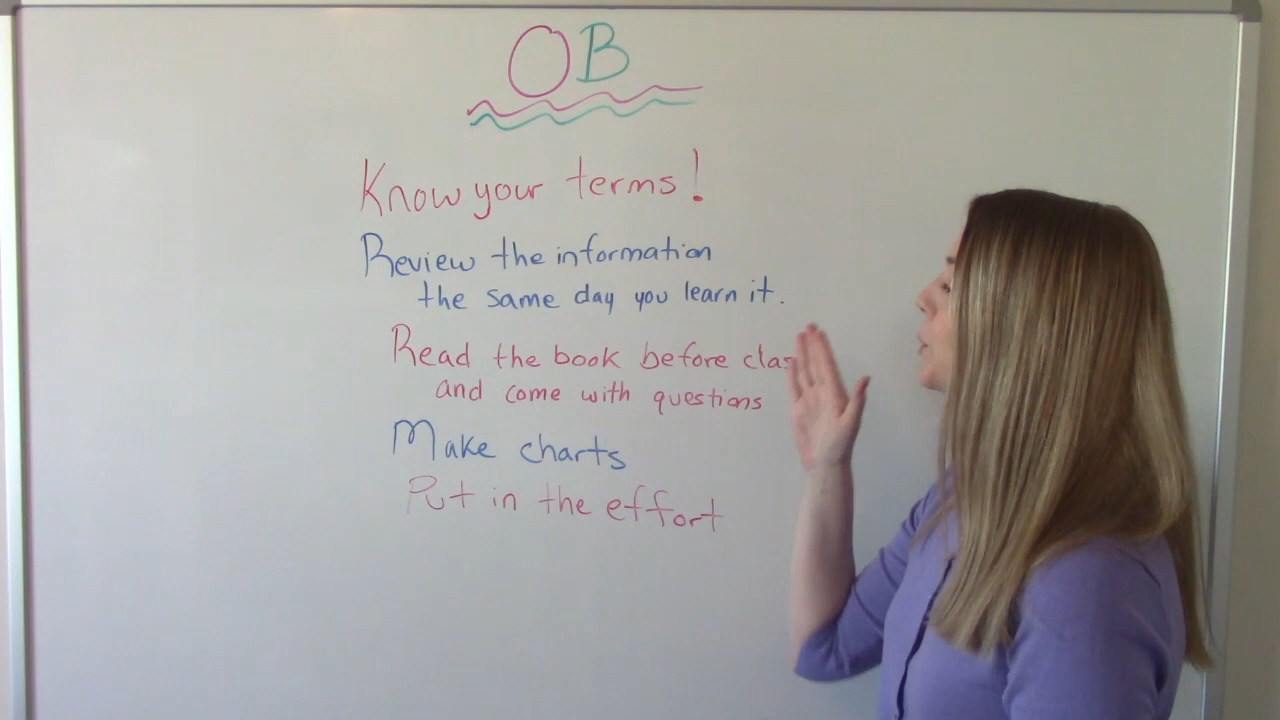 OB
Know your terms!
Review the information
the same day you learn it.
Read the book before clas
and come with questions
Make charts
Put in the effort